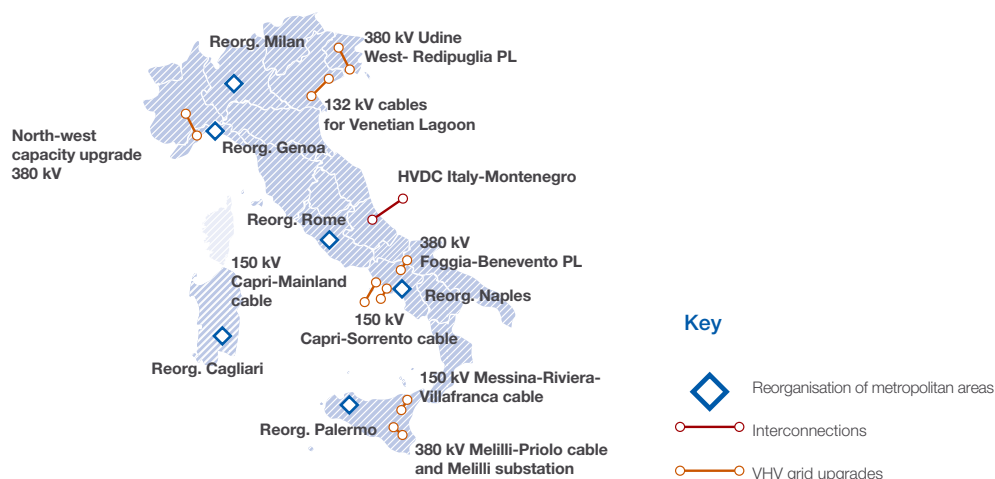 Reorg. Milan
380 kV Udine
West- Redipuglia PL
132 kV cables
for Venetian Lagoon
North-west
capacity upgrade
380 kV
Reorg. Genoa
HVDC Italy-Montenegro
Reorg. Rome
380 kV
Foggia-Benevento PL
150 kV
Capri-Mainland
cable
Reorg. Naples
150 kV
Capri-Sorrento cable
Reorg. Cagliari
150 kV Messina-Riviera-
Villafranca cable
Reorg. Palermo
380 kV Melilli-Priolo cable
and Melilli substation
Key
Reorganisation of metropolitan areas
Interconnections
VHV grid upgrades